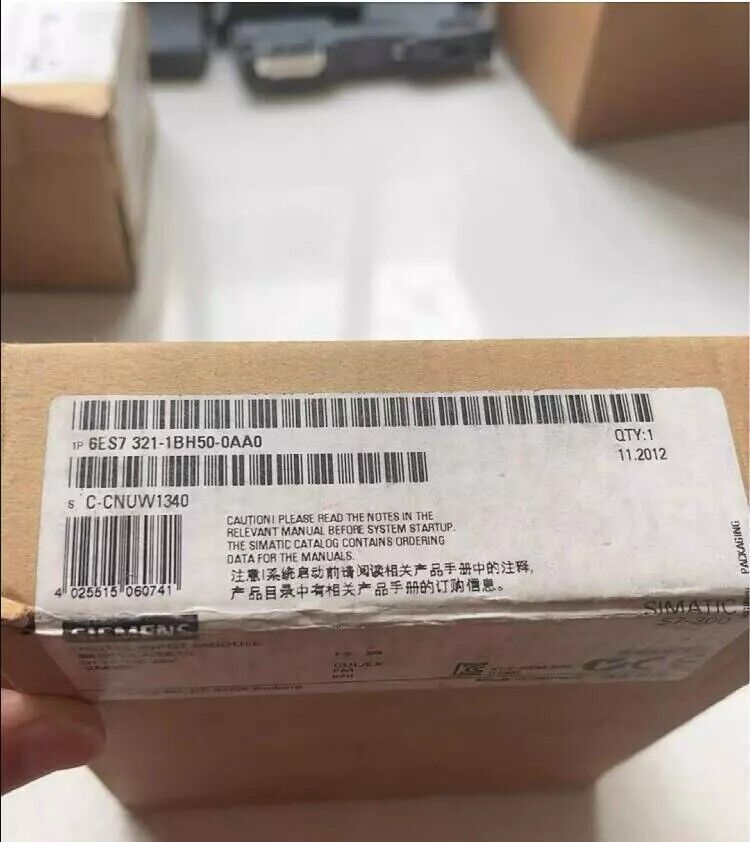 1P 6ES7 321-1BH50-0AA0
QTY:1
11.2012
S C-CNUW1340
CAUTION! PLEASE READ THE NOTES IN THE
RELEVANT MANUAL BEFORE SYSTEM STARTUP.
THE SIMATIC CATALOG CONTAINS ORDERING
DATA FOR THE MANUALS.
注意!系统启动前请阅读相关产品手册中的注释,
产品目录中有相关产品手册的订购信息。
4 025515 060741
PACKAGING
SIEMENS
SIMATIC
S7-300